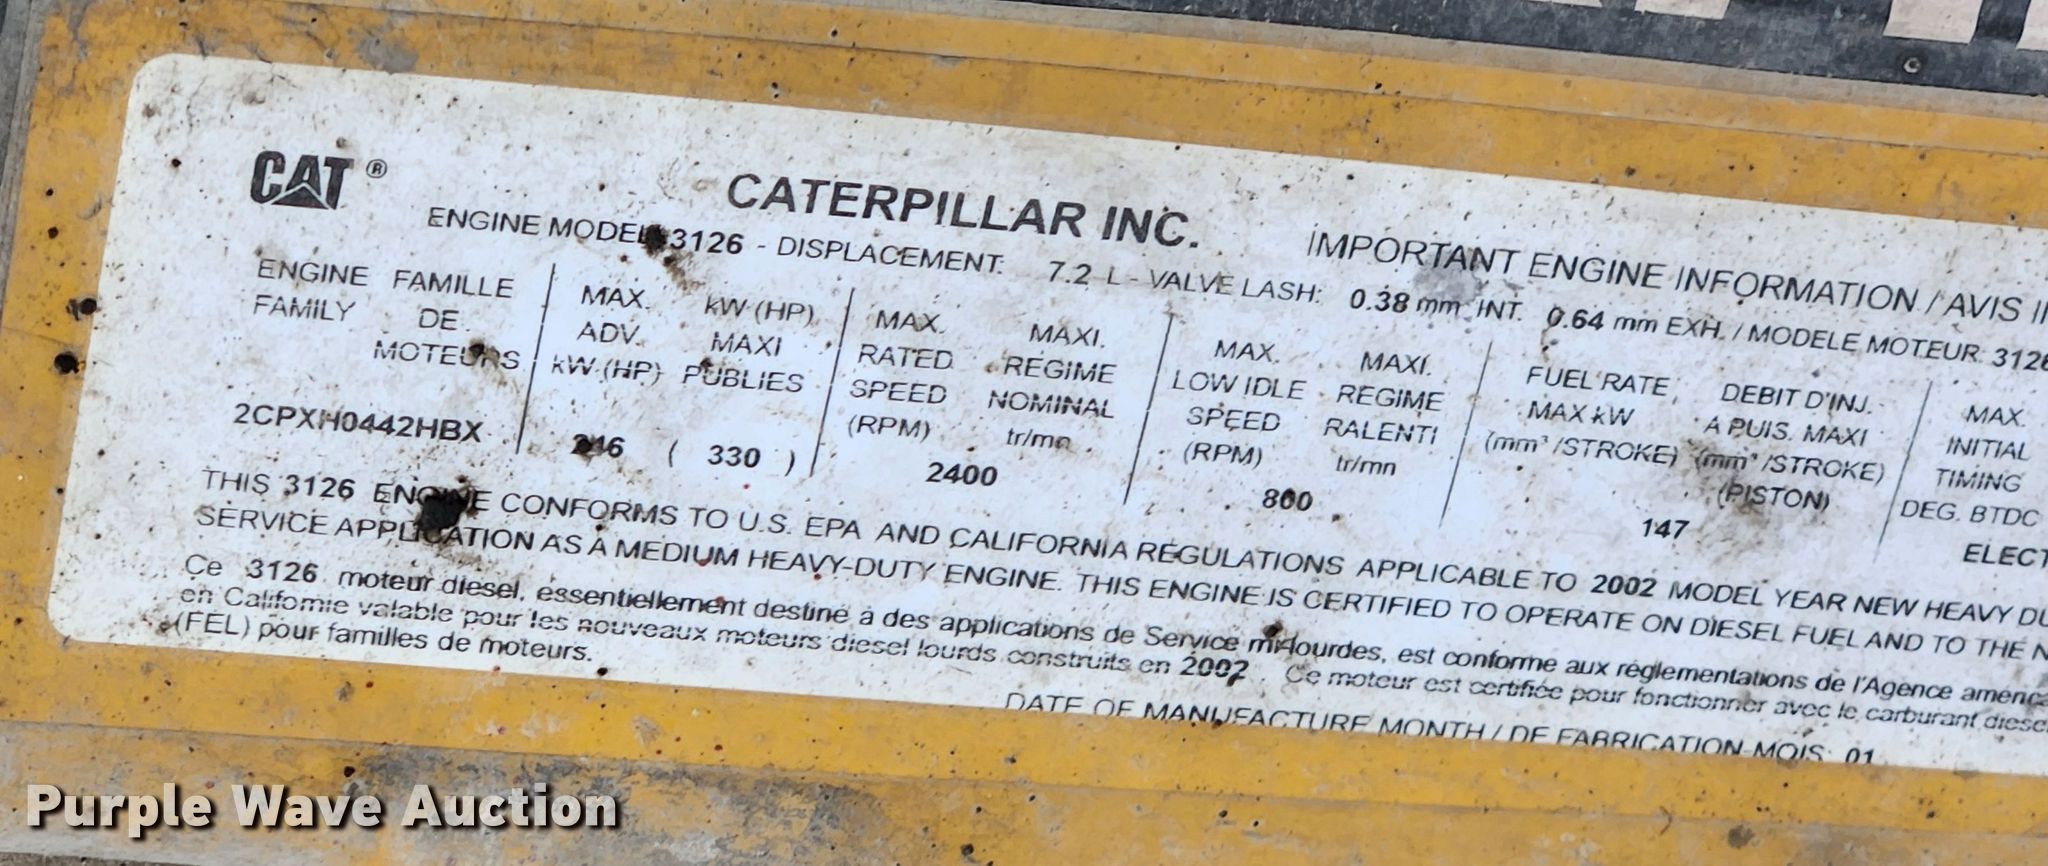 CAT ®
CATERPILLAR INC.
IMPORTANT ENGINE INFORMATION / AVIS
ENGINE MODEL 3126 - DISPLACEMENT: 7.2 L - VALVE LASH: 0.38 mm INT. 0.64 mm EXH. / MODELE MOTEUR: 3126
ENGINE FAMILY
FAMILLE DE MOTEURS
2CPXH0442HBX
MAX. ADV. kW (HP)
kW (HP) MAXI PUBLIES
246 ( 330 )
MAX. RATED SPEED (RPM)
MAXI. REGIME NOMINAL tr/mn
2400
MAX. LOW IDLE SPEED (RPM)
MAXI. REGIME RALENTI tr/mn
800
FUEL RATE MAX kW (mm³ /STROKE)
DEBIT D'INJ. A PUIS. MAXI (mm³ /STROKE) (PISTON)
147
MAX. INITIAL TIMING DEG. BTDC
ELECT
THIS 3126 ENGINE CONFORMS TO U.S. EPA AND CALIFORNIA REGULATIONS APPLICABLE TO 2002 MODEL YEAR NEW HEAVY
SERVICE APPLICATION AS A MEDIUM HEAVY-DUTY ENGINE. THIS ENGINE IS CERTIFIED TO OPERATE ON DIESEL FUEL AND TO THE
Ce 3126 moteur diesel, essentiellement destiné à des applications de Service mi-lourdes, est conforme aux réglementations de l'Agence
en Californie valable pour les nouveaux moteurs diesel lourds construits en 2002 . Ce moteur est certifiée pour fonctionner avec le carburant diesel
(FEL) pour familles de moteurs.
DATE OF MANUFACTURE MONTH / DE FABRICATION-MOIS: 01
Purple Wave Auction